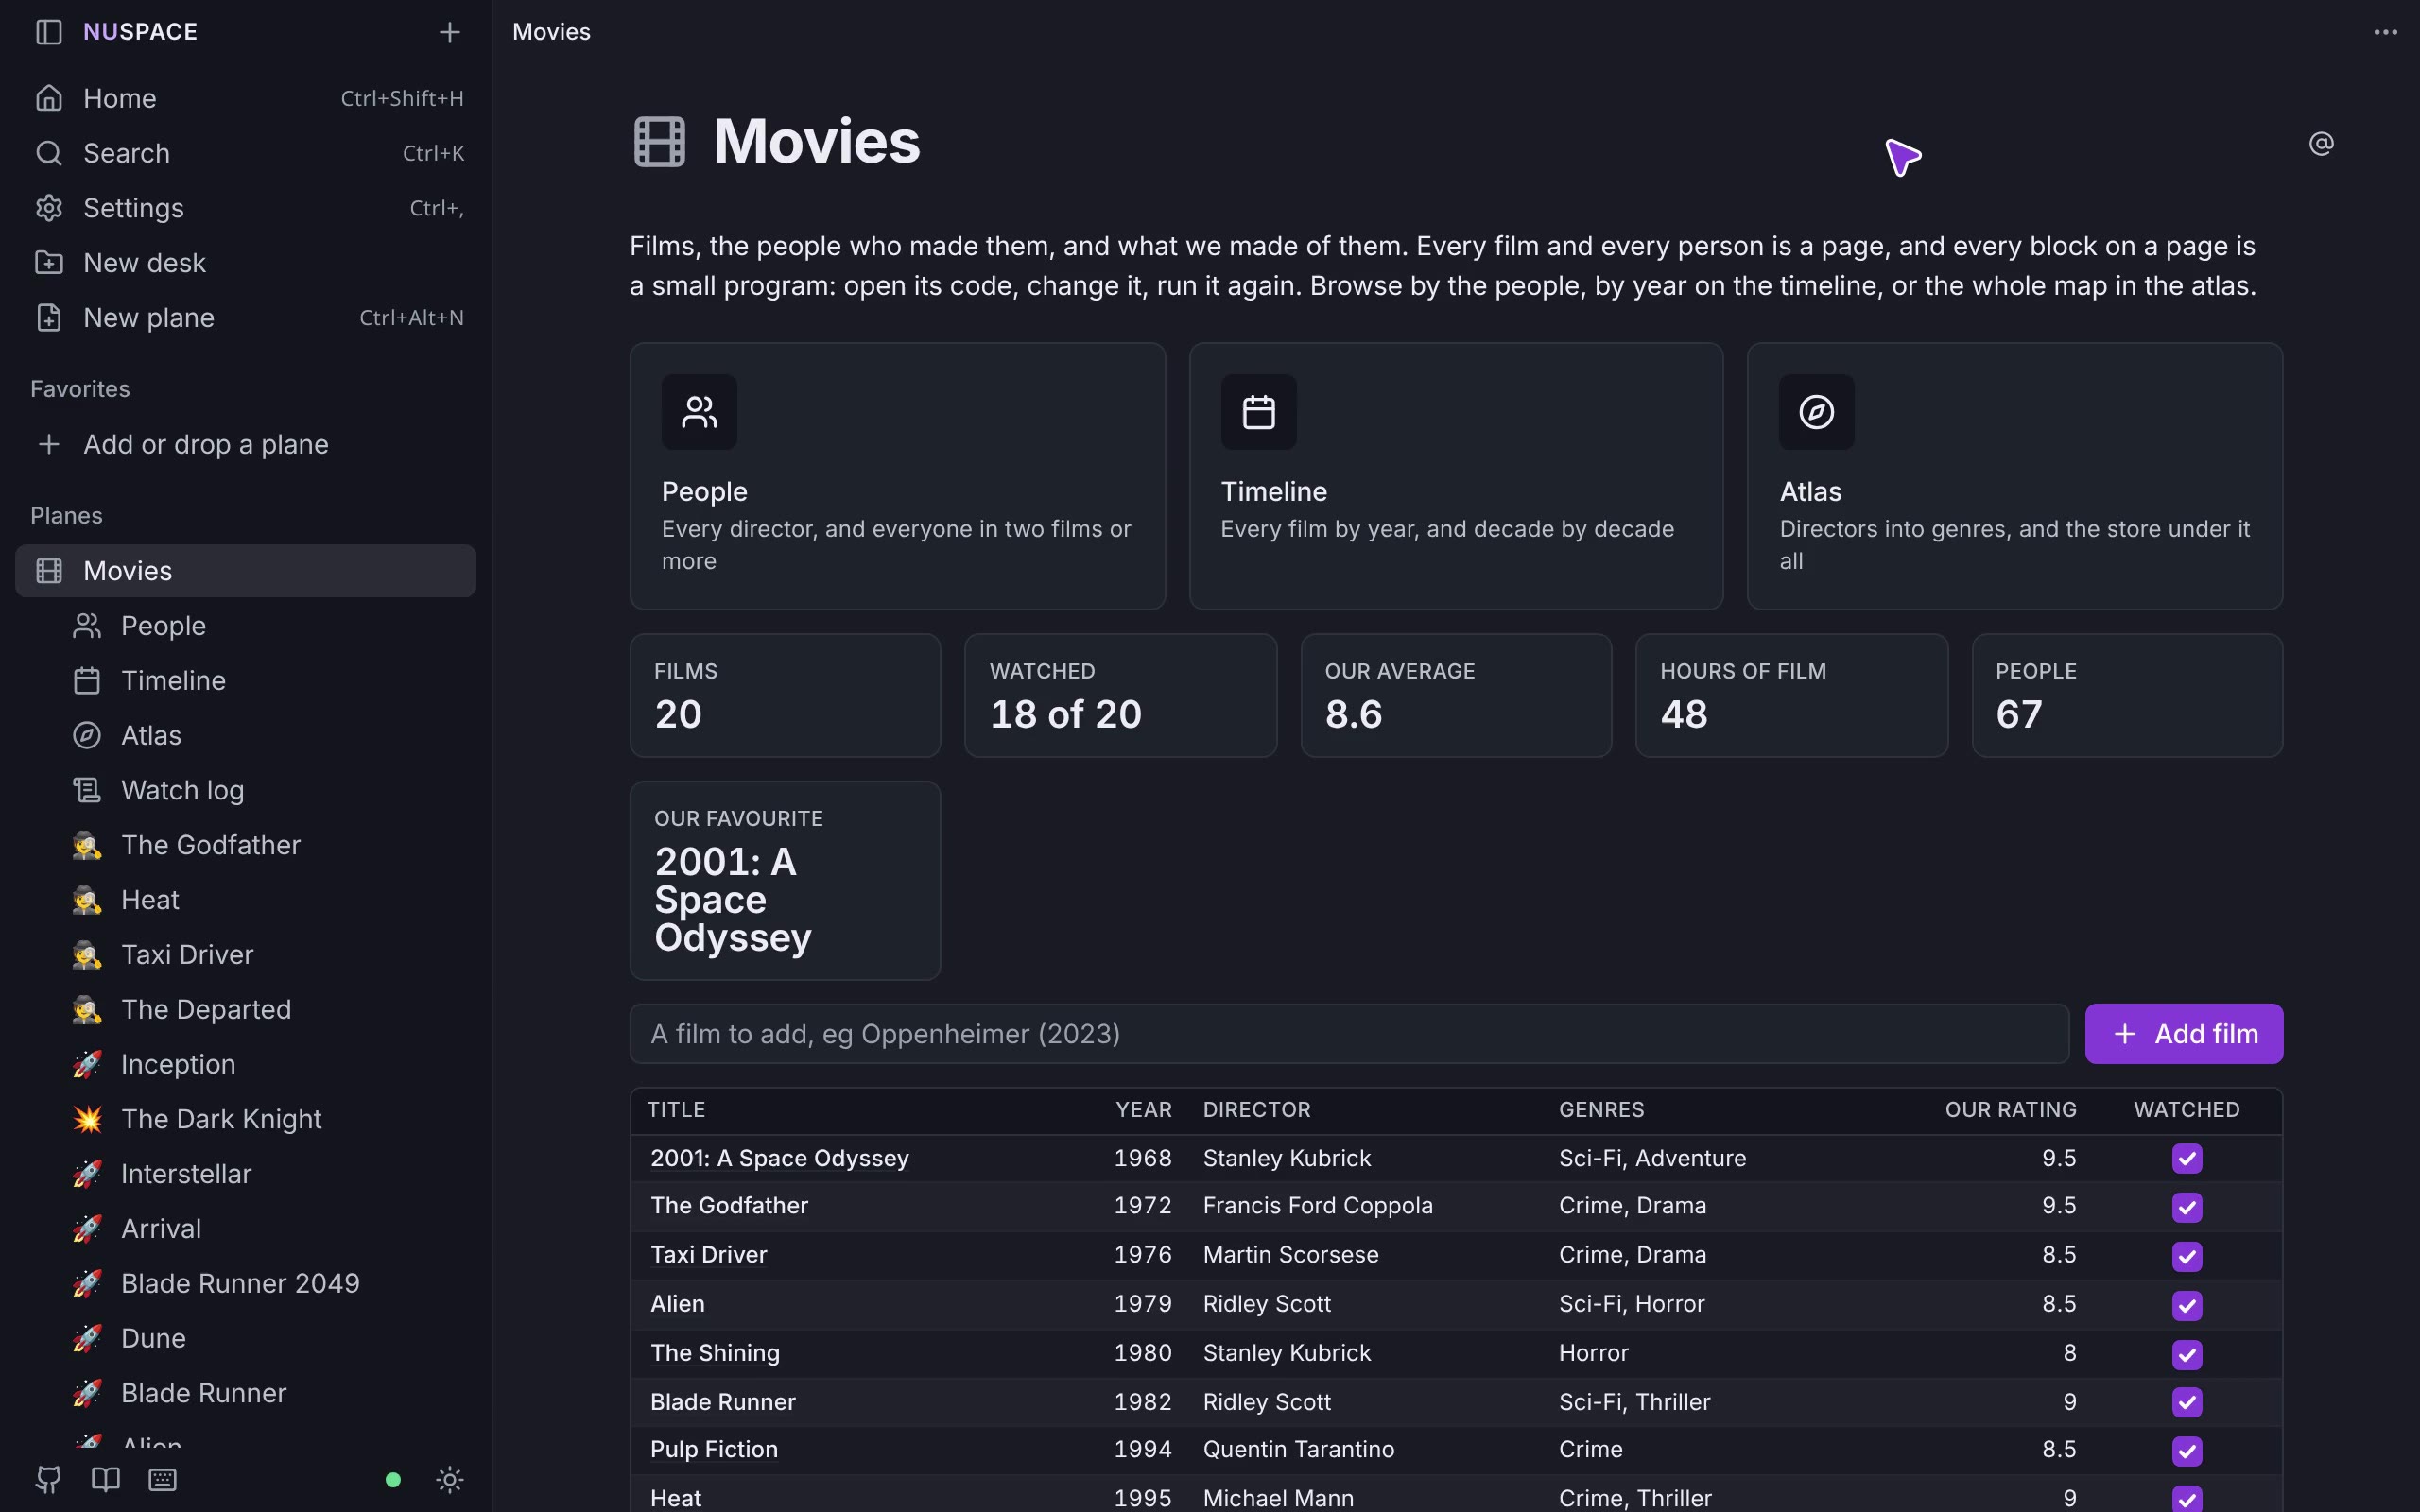 NUSPACE
Home Ctrl+Shift+H
Search Ctrl+K
Settings Ctrl+,
New desk
New plane Ctrl+Alt+N
Favorites
Add or drop a plane
Planes
Movies
People
Timeline
Atlas
Watch log
The Godfather
Heat
Taxi Driver
The Departed
Inception
The Dark Knight
Interstellar
Arrival
Blade Runner 2049
Dune
Blade Runner
Alien
Movies
Movies
Films, the people who made them, and what we made of them. Every film and every person is a page, and every block on a page is
a small program: open its code, change it, run it again. Browse by the people, by year on the timeline, or the whole map in the atlas.
People
Every director, and everyone in two films or
more
Timeline
Every film by year, and decade by decade
Atlas
Directors into genres, and the store under it
all
FILMS
20
WATCHED
18 of 20
OUR AVERAGE
8.6
HOURS OF FILM
48
PEOPLE
67
OUR FAVOURITE
2001: A
Space
Odyssey
A film to add, eg Oppenheimer (2023)
Add film
TITLE YEAR DIRECTOR GENRES OUR RATING WATCHED
2001: A Space Odyssey 1968 Stanley Kubrick Sci-Fi, Adventure 9.5
The Godfather 1972 Francis Ford Coppola Crime, Drama 9.5
Taxi Driver 1976 Martin Scorsese Crime, Drama 8.5
Alien 1979 Ridley Scott Sci-Fi, Horror 8.5
The Shining 1980 Stanley Kubrick Horror 8
Blade Runner 1982 Ridley Scott Sci-Fi, Thriller 9
Pulp Fiction 1994 Quentin Tarantino Crime 8.5
Heat 1995 Michael Mann Crime, Thriller 9